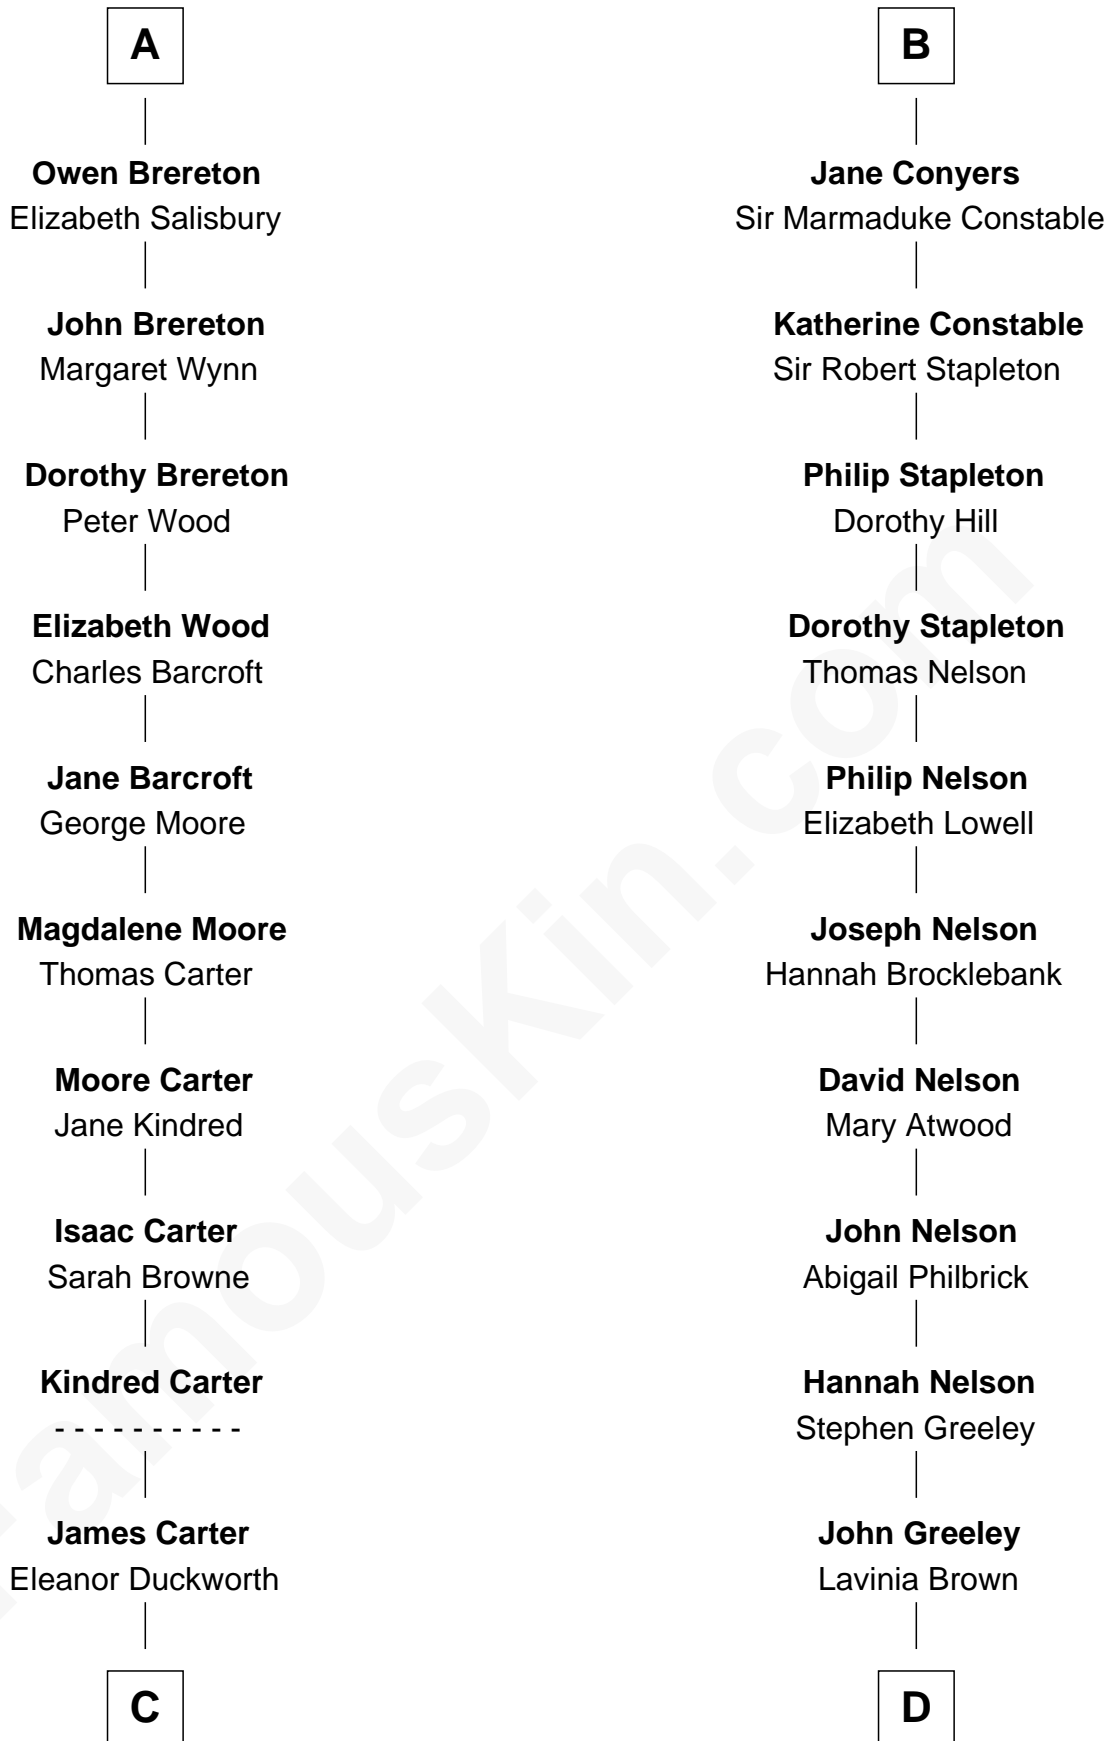 A
Owen Brereton
Elizabeth Salisbury
John Brereton
Margaret Wynn
Dorothy Brereton
Peter Wood
Elizabeth Wood
Charles Barcroft
Jane Barcroft
George Moore
Magdalene Moore
Thomas Carter
Moore Carter
Jane Kindred
Isaac Carter
Sarah Browne
Kindred Carter
- - - - - - - - - -
James Carter
Eleanor Duckworth
C
B
Jane Conyers
Sir Marmaduke Constable
Katherine Constable
Sir Robert Stapleton
Philip Stapleton
Dorothy Hill
Dorothy Stapleton
Thomas Nelson
Philip Nelson
Elizabeth Lowell
Joseph Nelson
Hannah Brocklebank
David Nelson
Mary Atwood
John Nelson
Abigail Philbrick
Hannah Nelson
Stephen Greeley
John Greeley
Lavinia Brown
D
FamousKin.com